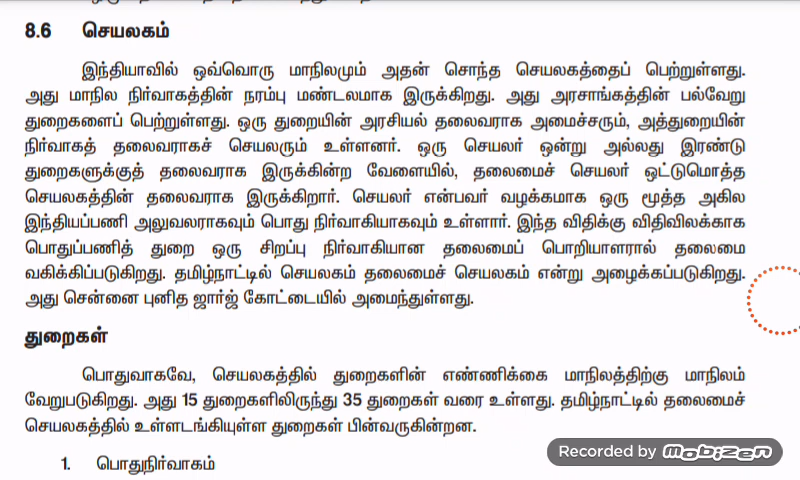 8.6 செயலகம்
இந்தியாவில் ஒவ்வொரு மாநிலமும் அதன் சொந்த செயலகத்தைப் பெற்றுள்ளது.
அது மாநில நிர்வாகத்தின் நரம்பு மண்டலமாக இருக்கிறது. அது அரசாங்கத்தின் பல்வேறு
துறைகளைப் பெற்றுள்ளது. ஒரு துறையின் அரசியல் தலைவராக அமைச்சரும், அத்துறையின்
நிர்வாகத் தலைவராகச் செயலரும் உள்ளனர். ஒரு செயலர் ஒன்று அல்லது இரண்டு
துறைகளுக்குத் தலைவராக இருக்கின்ற வேளையில், தலைமைச் செயலர் ஒட்டுமொத்த
செயலகத்தின் தலைவராக இருக்கிறார். செயலர் என்பவர் வழக்கமாக ஒரு மூத்த அகில
இந்தியப்பணி அலுவலராகவும் பொது நிர்வாகியாகவும் உள்ளார். இந்த விதிக்கு விதிவிலக்காக
பொதுப்பணித் துறை ஒரு சிறப்பு நிர்வாகியான தலைமைப் பொறியாளரால் தலைமை
வகிக்கிப்படுகிறது. தமிழ்நாட்டில் செயலகம் தலைமைச் செயலகம் என்று அழைக்கப்படுகிறது.
அது சென்னை புனித ஜார்ஜ் கோட்டையில் அமைந்துள்ளது.
துறைகள்
பொதுவாகவே, செயலகத்தில் துறைகளின் எண்ணிக்கை மாநிலத்திற்கு மாநிலம்
வேறுபடுகிறது. அது 15 துறைகளிலிருந்து 35 துறைகள் வரை உள்ளது. தமிழ்நாட்டில் தலைமைச்
செயலகத்தில் உள்ளடங்கியுள்ள துறைகள் பின்வருகின்றன.
1. பொதுநிர்வாகம்
Recorded by mobizen